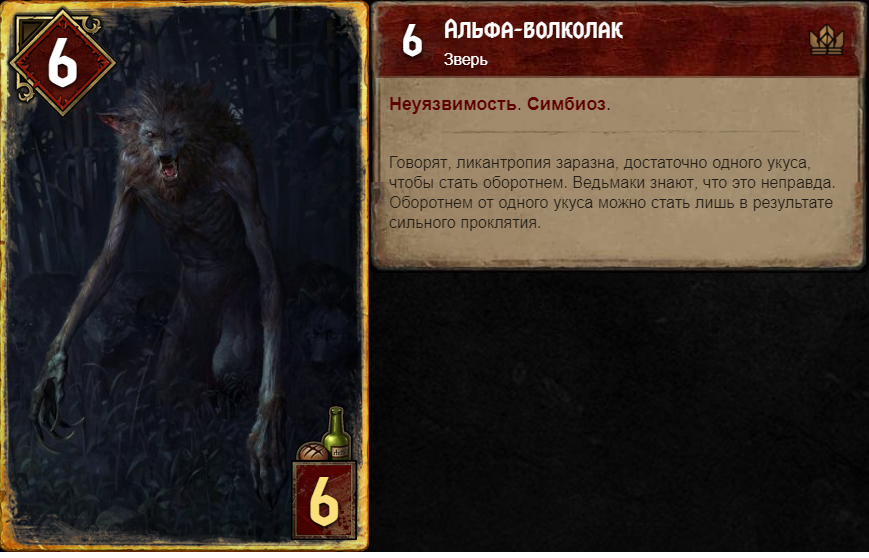 6
6
6
Альфа-волколак
Зверь
Неуязвимость. Симбиоз.
Говорят, ликантропия заразна, достаточно одного укуса,
чтобы стать оборотнем. Ведьмаки знают, что это неправда.
Оборотнем от одного укуса можно стать лишь в результате
сильного проклятия.